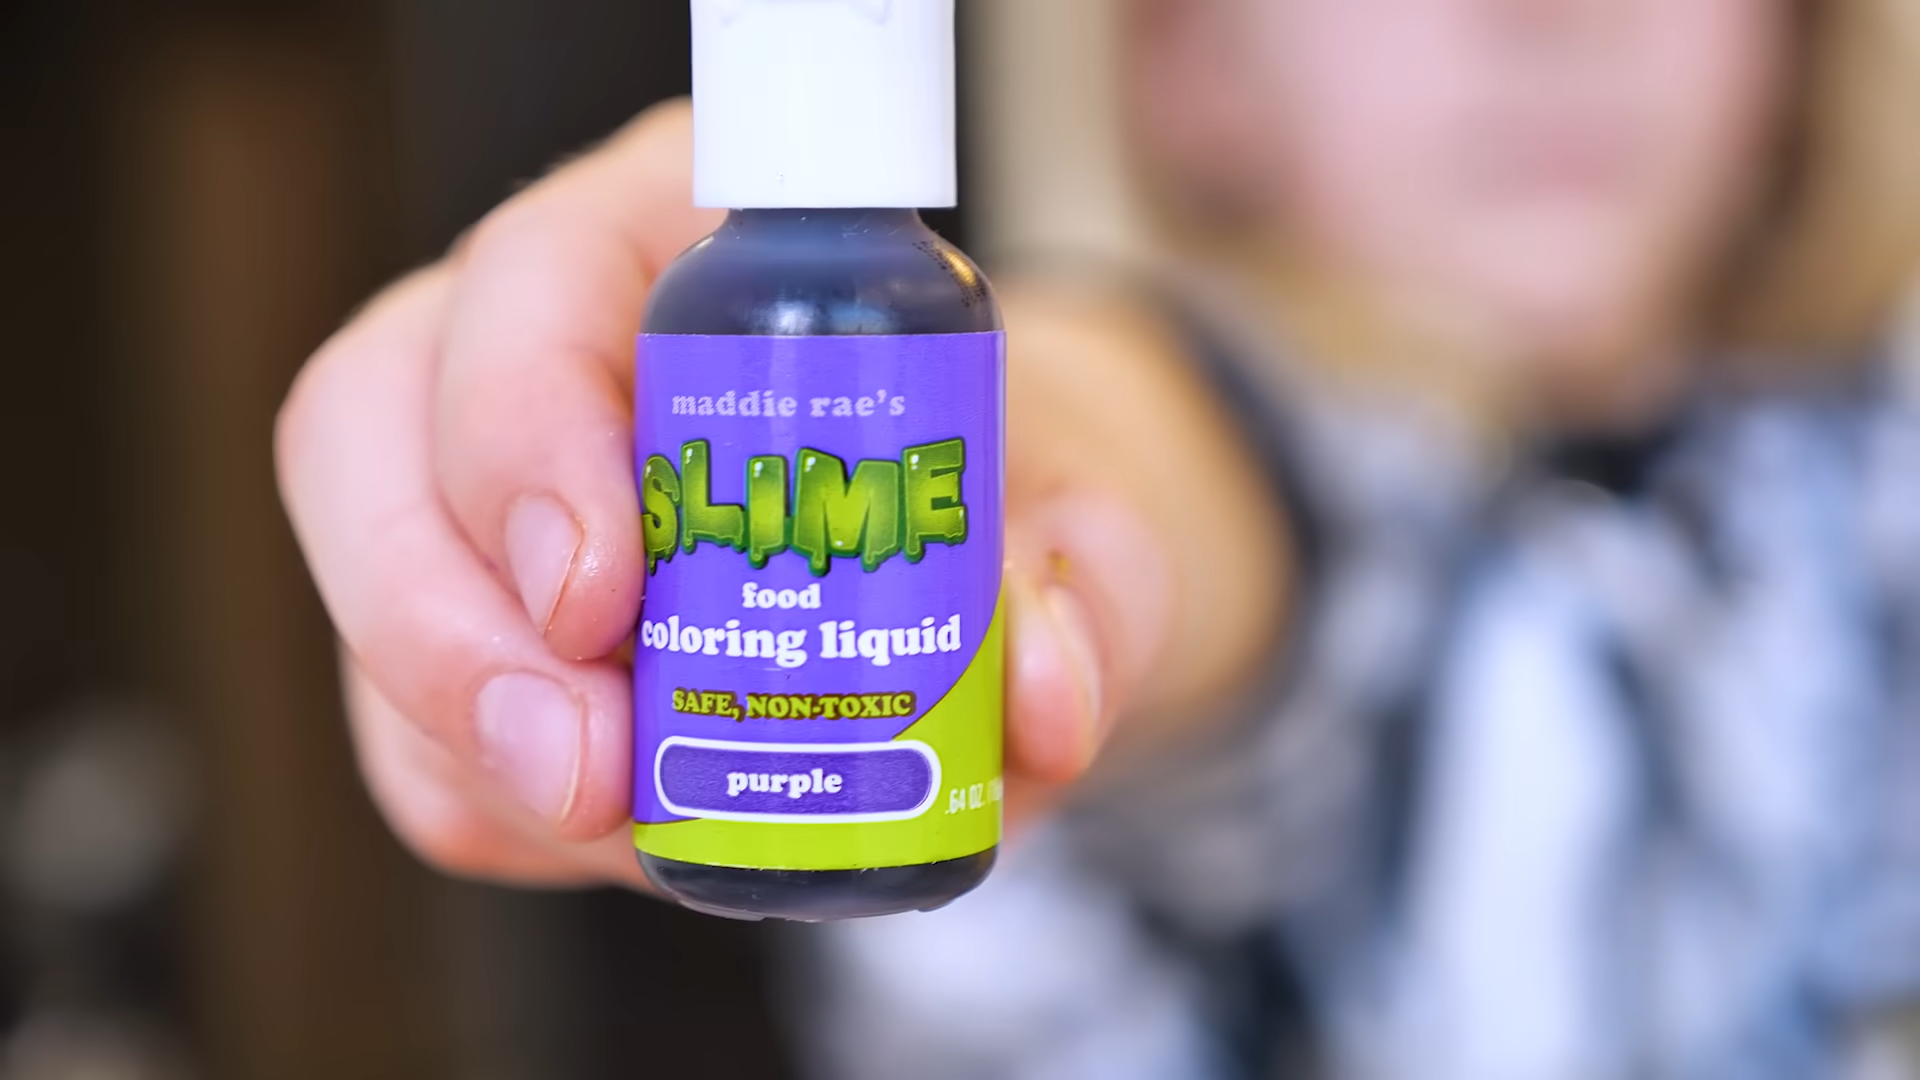 maddie rae's
SLIME
food
coloring liquid
SAFE, NON-TOXIC
purple
.64 OZ.